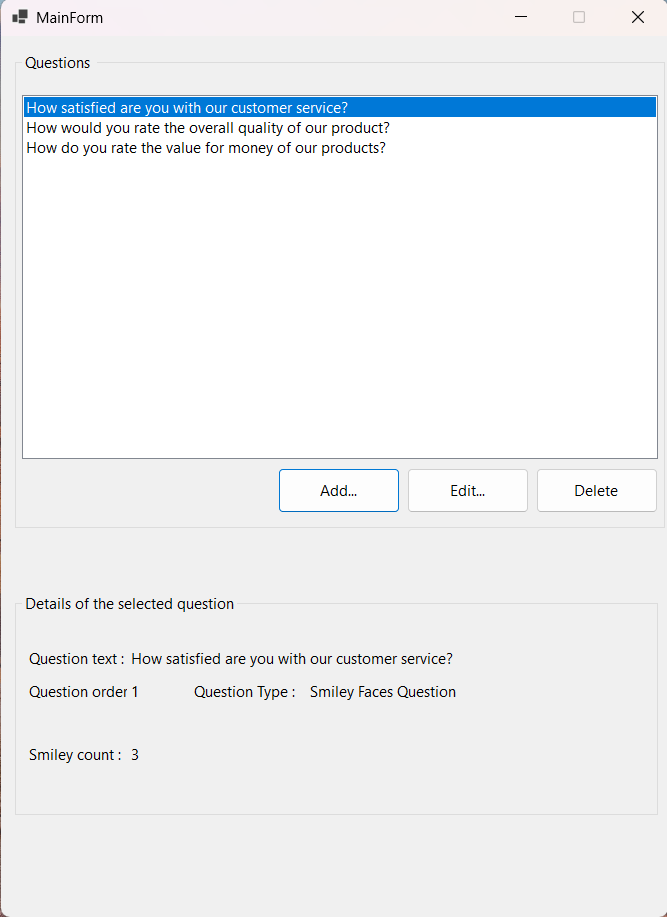 MainForm
Questions
How satisfied are you with our customer service?
How would you rate the overall quality of our product?
How do you rate the value for money of our products?
Add... Edit... Delete
Details of the selected question
Question text : How satisfied are you with our customer service?
Question order 1 Question Type : Smiley Faces Question
Smiley count : 3